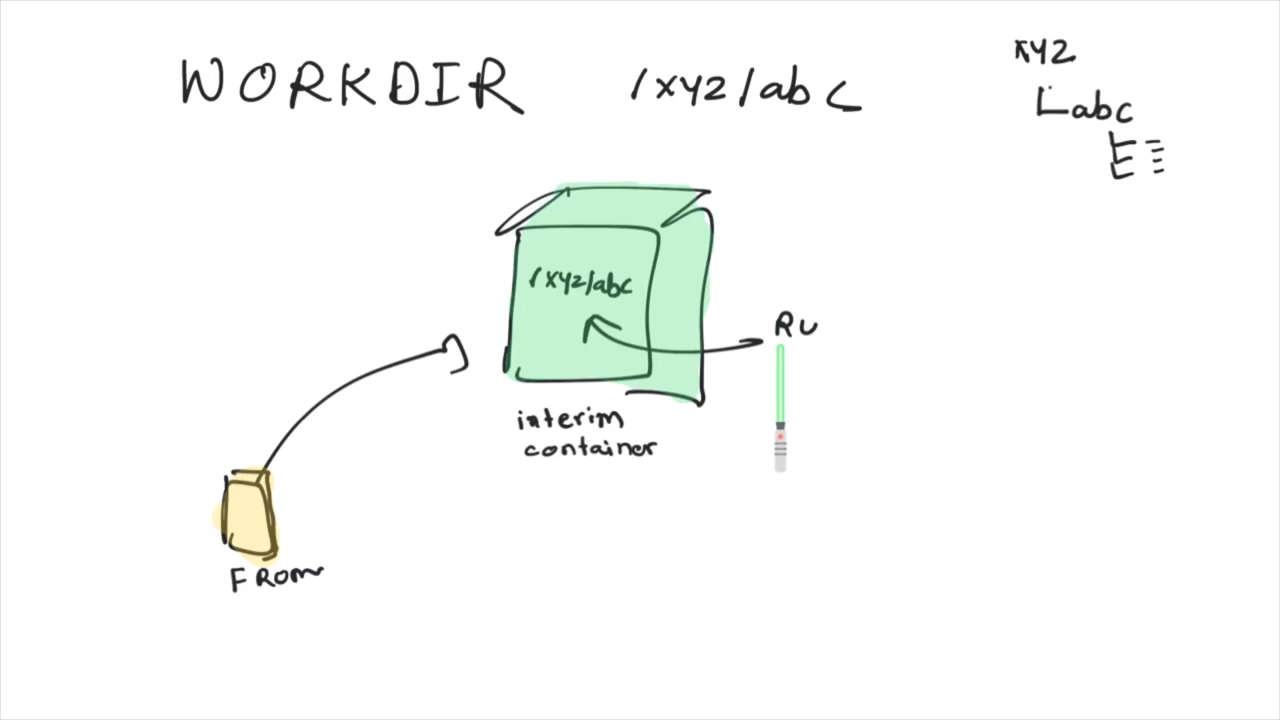 WORKDIR /xyz/abc
xyz
abc
/xyz/abc
RU
interim
container
FROM